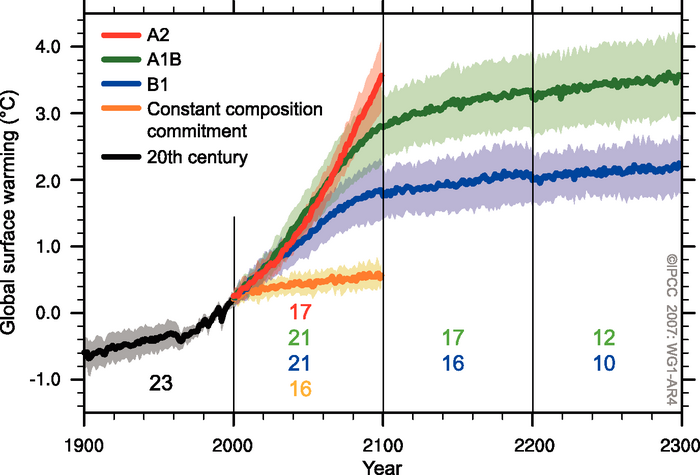 4.0
3.0
2.0
1.0
0.0
-1.0
Global surface warming (°C)
A2
A1B
B1
Constant composition
commitment
20th century
23
17
21
21
16
17
16
12
10
©IPCC 2007: WG1-AR4
1900
2000
2100
2200
2300
Year